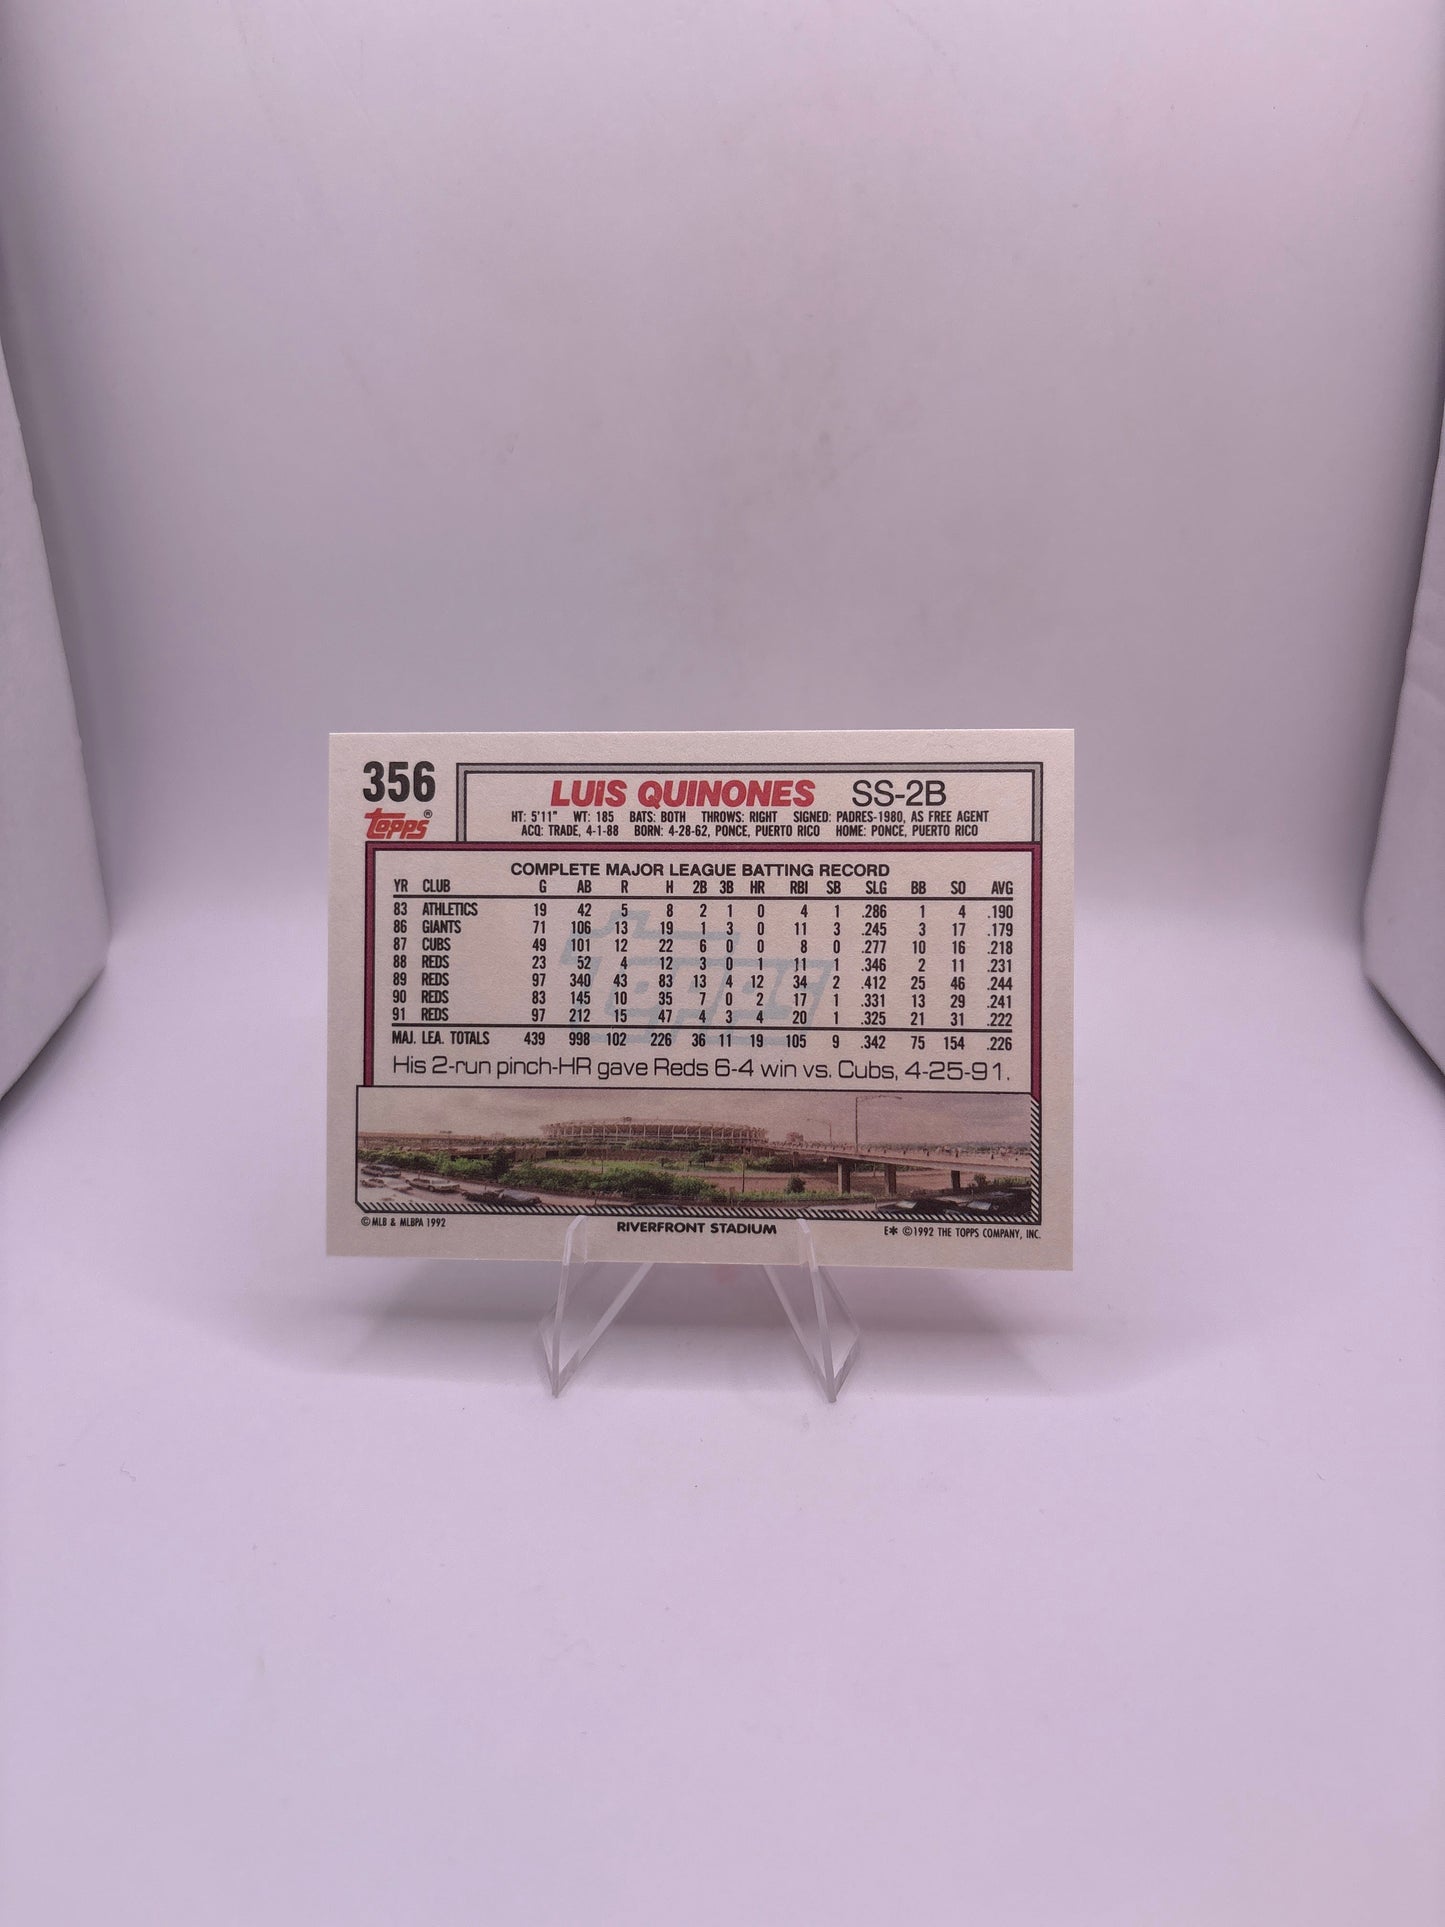 356
Topps®
LUIS QUINONES SS-2B
HT: 5'11" WT: 185 BATS: BOTH THROWS: RIGHT SIGNED: PADRES-1980, AS FREE AGENT
ACQ: TRADE, 4-1-88 BORN: 4-28-62, PONCE, PUERTO RICO HOME: PONCE, PUERTO RICO
COMPLETE MAJOR LEAGUE BATTING RECORD
YR CLUB G AB R H 2B 3B HR RBI SB SLG BB SO AVG
83 ATHLETICS 19 42 5 8 2 1 0 4 1 .286 1 4 .190
86 GIANTS 71 106 13 19 1 3 0 11 3 .245 3 17 .179
87 CUBS 49 101 12 22 6 0 0 8 0 .277 10 16 .218
88 REDS 23 52 4 12 3 0 1 11 1 .346 2 11 .231
89 REDS 97 340 43 83 13 4 12 34 2 .412 25 46 .244
90 REDS 83 145 10 35 7 0 2 17 1 .331 13 29 .241
91 REDS 97 212 15 47 4 3 4 20 1 .325 21 31 .222
MAJ. LEA. TOTALS 439 998 102 226 36 11 19 105 9 .342 75 154 .226
Topps
His 2-run pinch-HR gave Reds 6-4 win vs. Cubs, 4-25-91.
© MLB & MLBPA 1992 RIVERFRONT STADIUM E* © 1992 THE TOPPS COMPANY, INC.